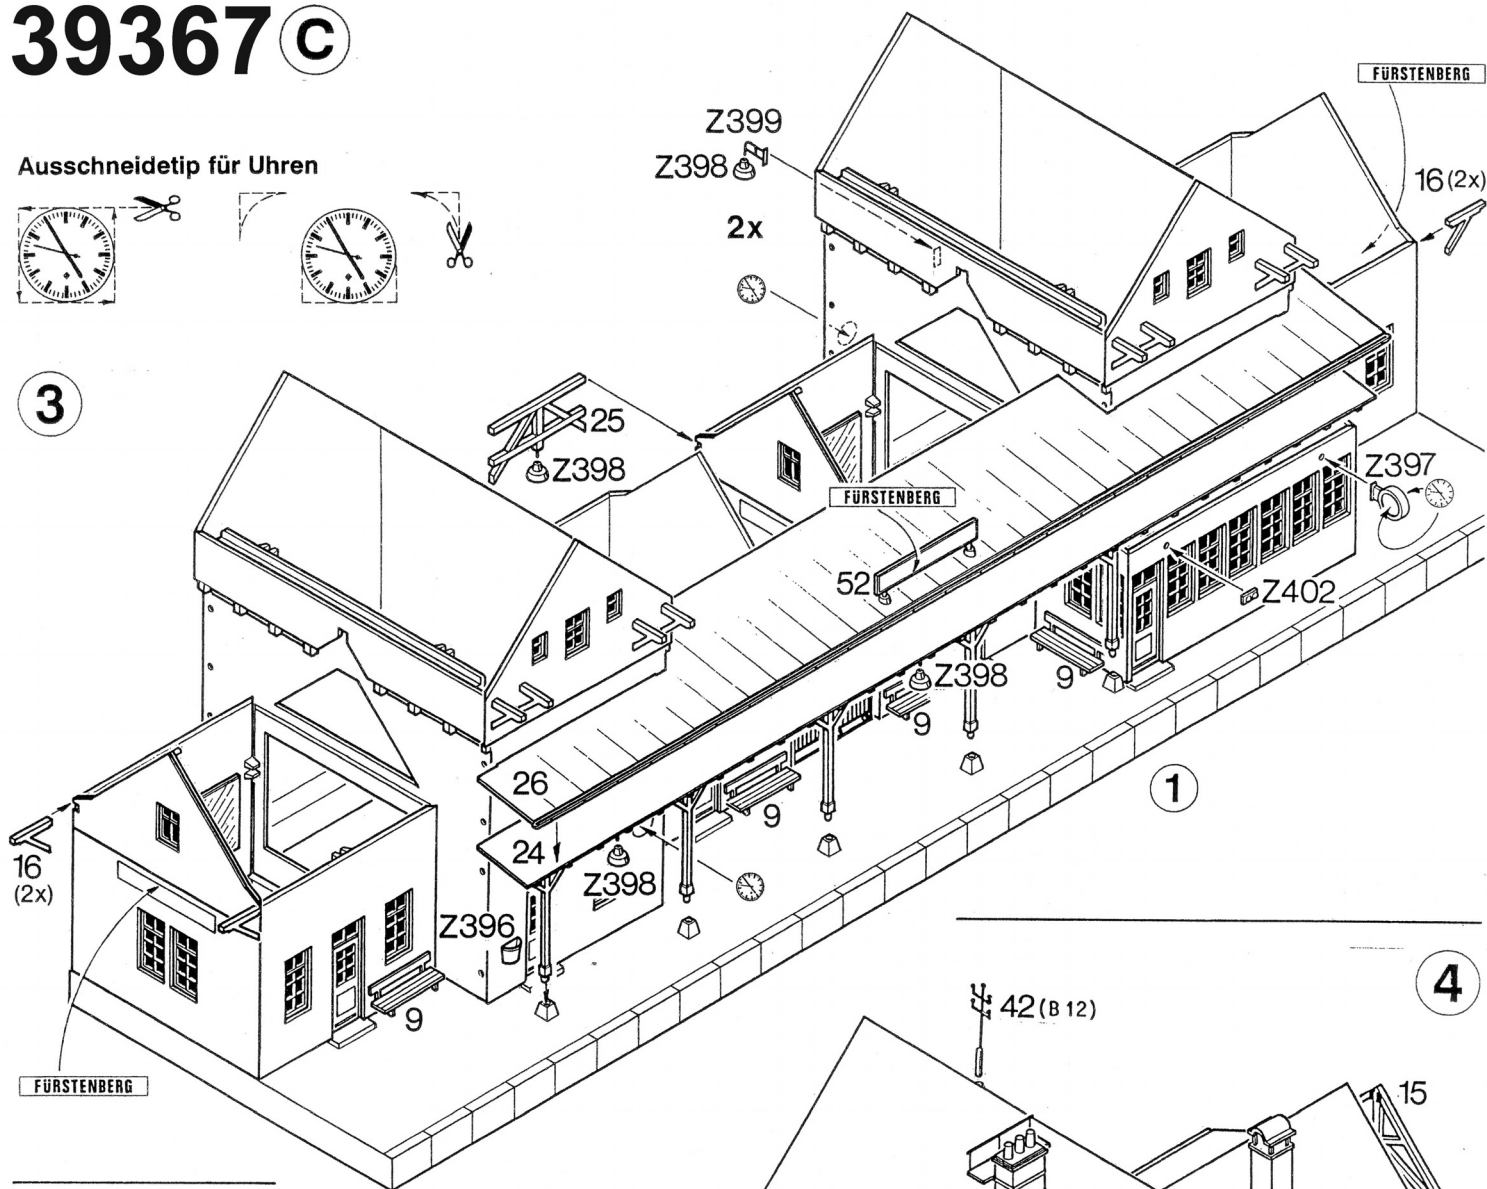 39367 C
Ausschneidetip für Uhren
FÜRSTENBERG
Z399
Z398
2x
16 (2x)
3
25
Z398
FÜRSTENBERG
Z397
52
Z402
9
Z398
9
26
9
1
24
Z398
16
(2x)
Z396
9
FÜRSTENBERG
4
42 (B 12)
15